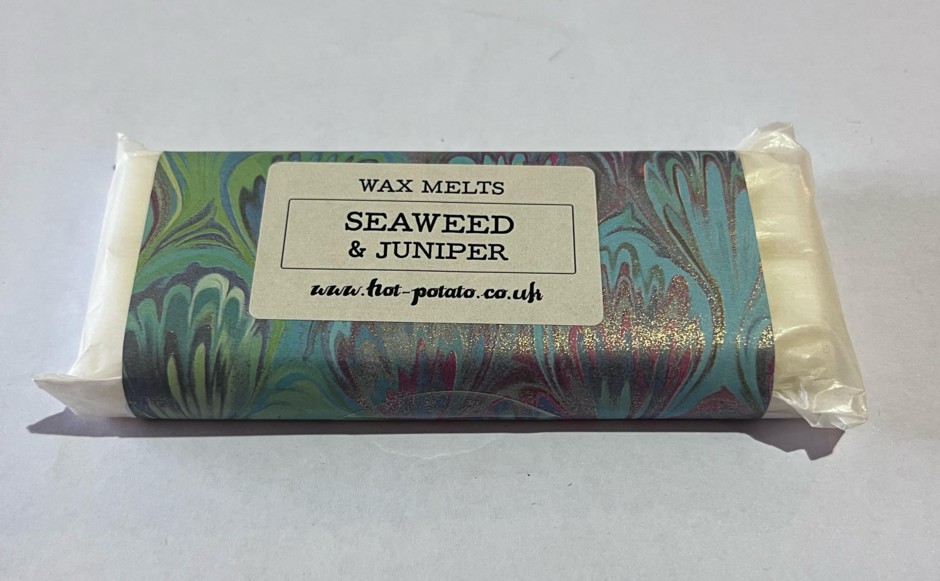 WAX MELTS
SEAWEED
& JUNIPER
www.hot-potato.co.uk